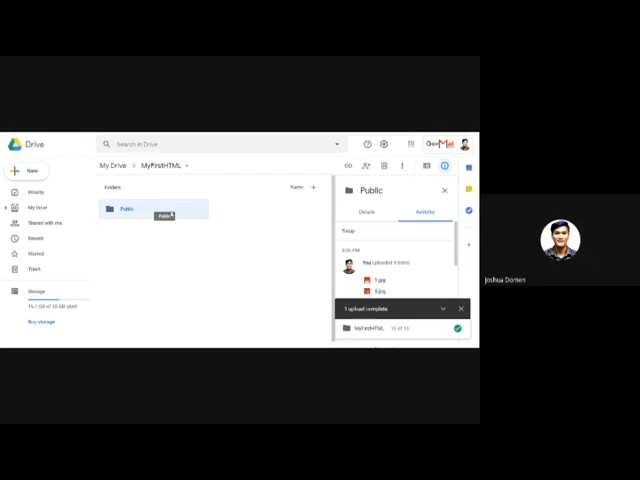 Drive
Search in Drive
New
My Drive
MyFirstHTML
Public
Priority
My Drive
Shared with me
Recent
Starred
Trash
Storage
Buy storage
Folders
Name
Public
Public
Details
Activity
Today
You uploaded 9 items
1 upload complete
MyFirstHTML
Joshua Dorten